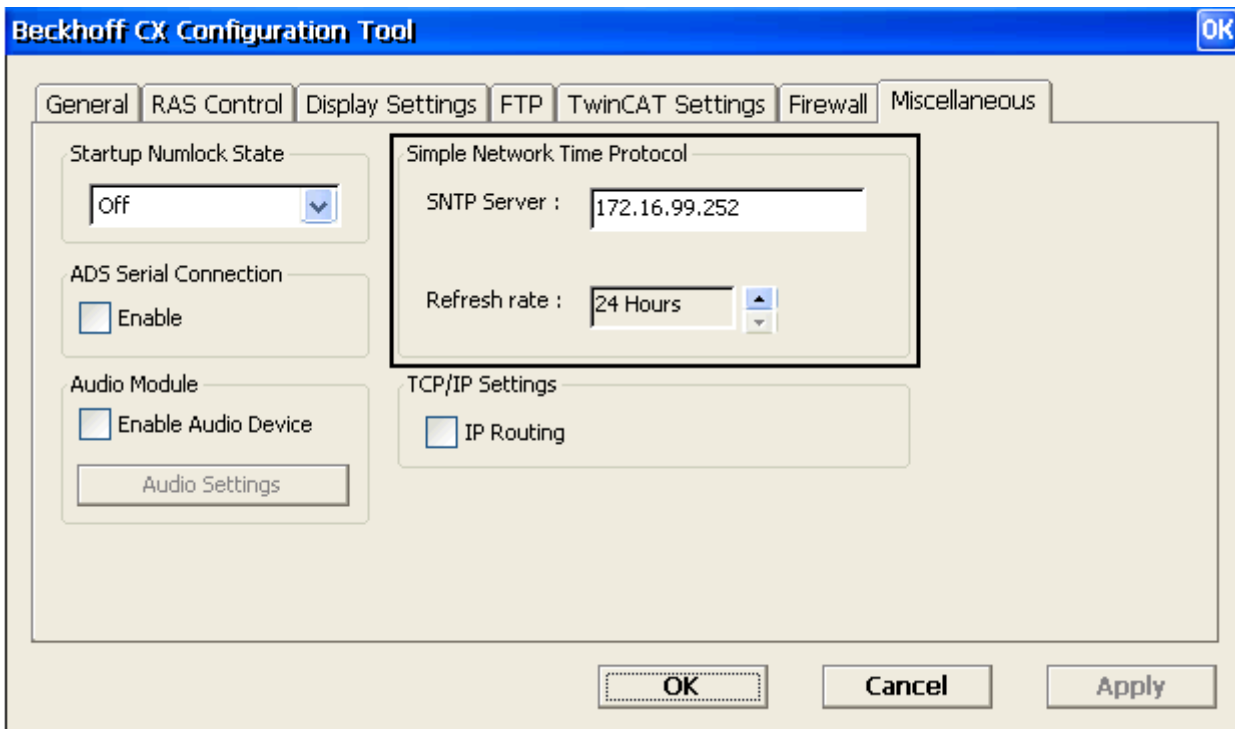 Beckhoff CX Configuration Tool
OK
General
RAS Control
Display Settings
FTP
TwinCAT Settings
Firewall
Miscellaneous
Startup Numlock State
Off
ADS Serial Connection
Enable
Audio Module
Enable Audio Device
Audio Settings
Simple Network Time Protocol
SNTP Server :
172.16.99.252
Refresh rate :
24 Hours
TCP/IP Settings
IP Routing
OK
Cancel
Apply